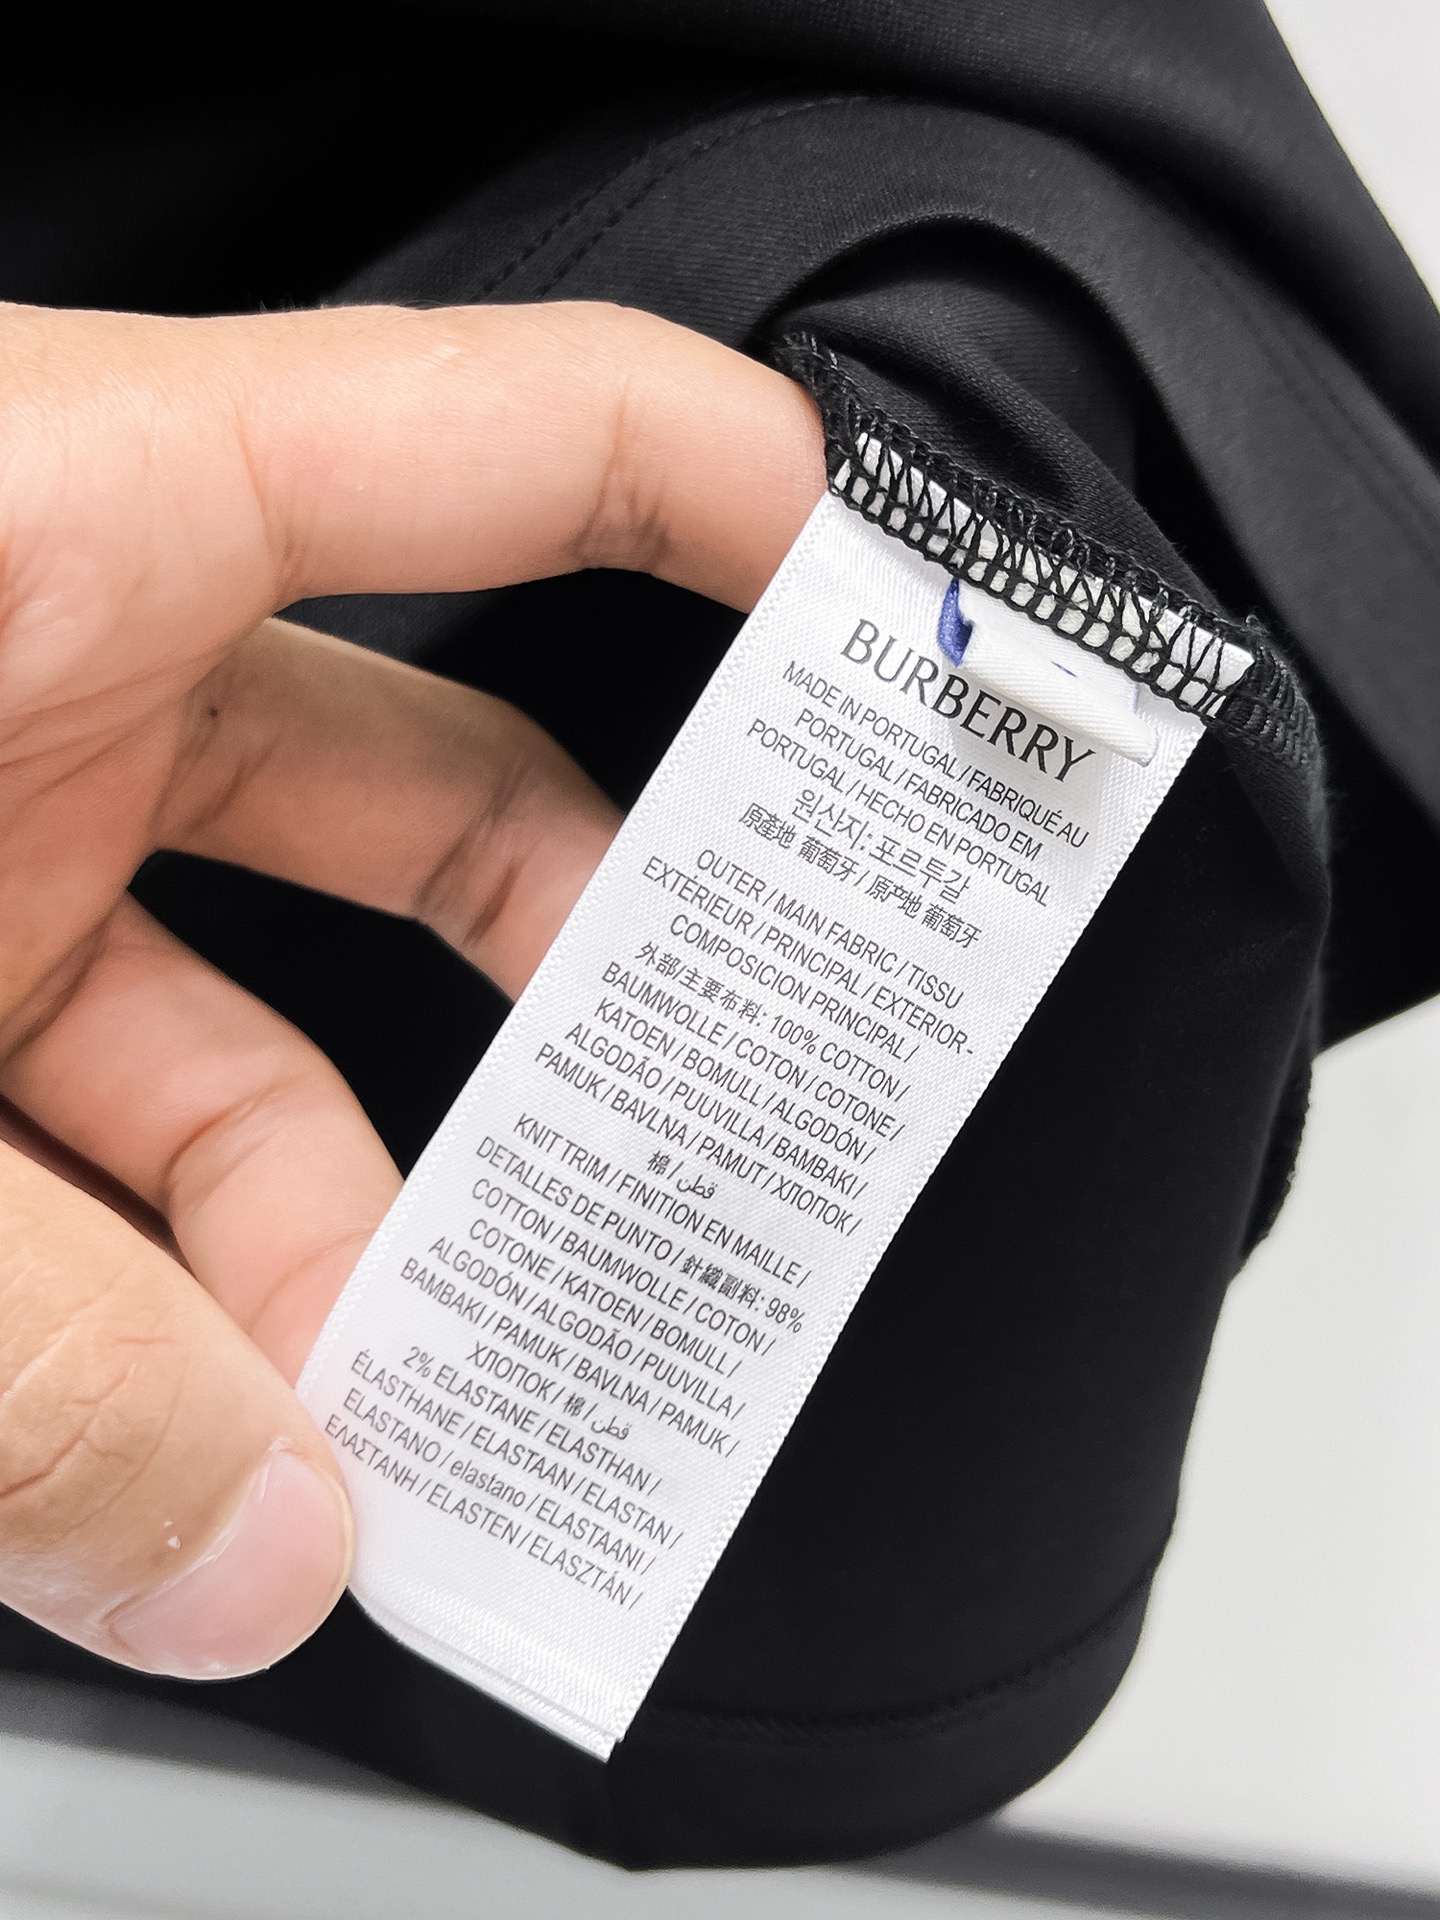 BURBERRY
MADE IN PORTUGAL / FABRIQUÉ AU
PORTUGAL / FABRICADO EM
PORTUGAL / HECHO EN PORTUGAL
원산지: 포르투갈
原產地 葡萄牙 / 原产地 葡萄牙
OUTER / MAIN FABRIC / TISSU
EXTÉRIEUR / PRINCIPAL / EXTERIOR-
COMPOSICION PRINCIPAL /
外部/主要布料: 100% COTTON /
BAUMWOLLE / COTON / COTONE /
KATOEN / BOMULL / ALGODÓN /
ALGODÃO / PUUVILLA / BAMBAKI /
PAMUK / BAVLNA / PAMUT / ХЛОПОК /
棉 / قطن
KNIT TRIM / FINITION EN MAILLE /
DETALLES DE PUNTO / 針織副料: 98%
COTTON / BAUMWOLLE / COTON /
COTONE / KATOEN / BOMULL /
ALGODÓN / ALGODÃO / PUUVILLA /
BAMBAKI / PAMUK / BAVLNA / PAMUK /
ХЛОПОК / 棉 / قطن
2% ELASTANE / ELASTHAN /
ÉLASTHANE / ELASTAAN / ELASTAN /
ELASTANO / elastano / ELASTAANI /
ΕΛΑΣΤΑΝΗ / ELASTEN / ELASZTÁN /